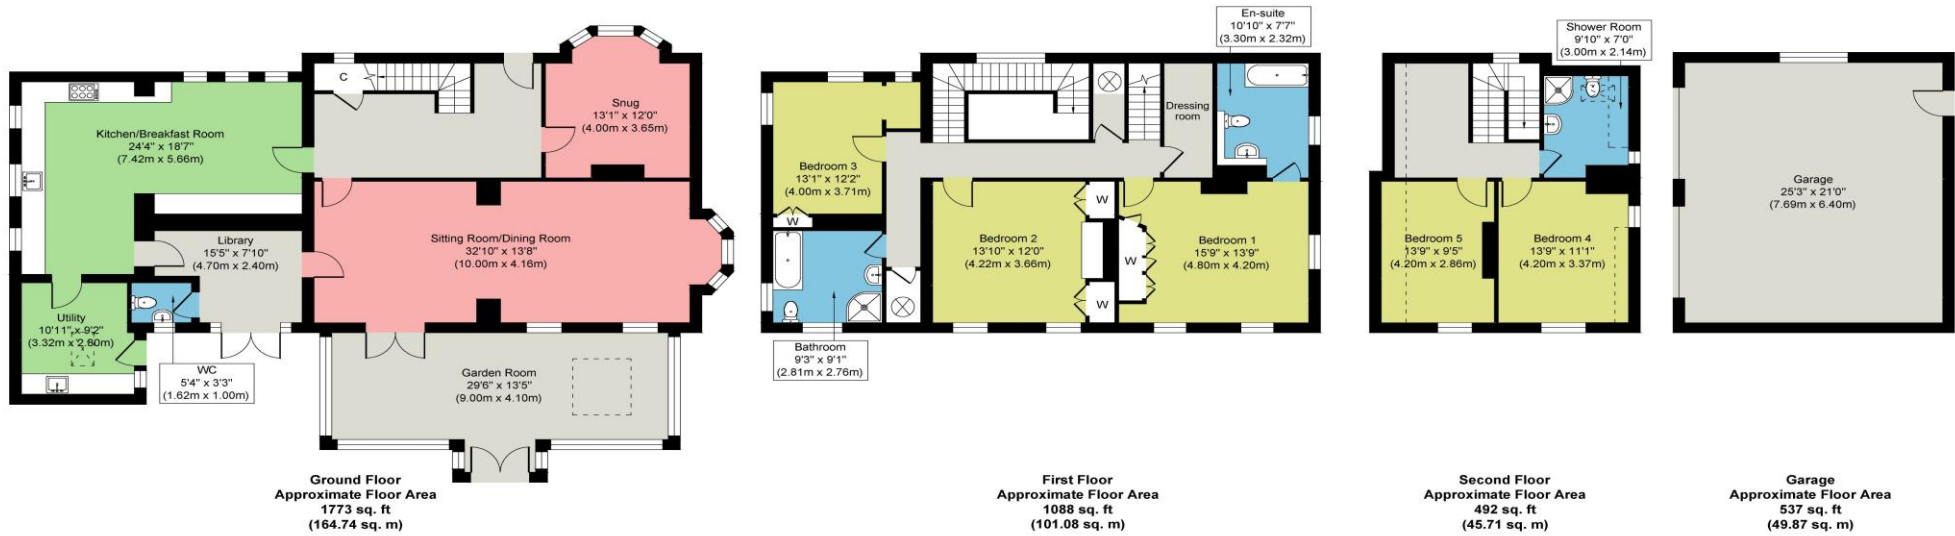 Kitchen/Breakfast Room
24'4" x 18'7"
(7.42m x 5.66m)
C
Snug
13'1" x 12'0"
(4.00m x 3.65m)
Library
15'5" x 7'10"
(4.70m x 2.40m)
Sitting Room/Dining Room
32'10" x 13'8"
(10.00m x 4.16m)
Utility
10'11" x 9'2"
(3.32m x 2.80m)
WC
5'4" x 3'3"
(1.62m x 1.00m)
Garden Room
29'6" x 13'5"
(9.00m x 4.10m)
Ground Floor
Approximate Floor Area
1773 sq. ft
(164.74 sq. m)
En-suite
10'10" x 7'7"
(3.30m x 2.32m)
Dressing
room
Bedroom 3
13'1" x 12'2"
(4.00m x 3.71m)
W
W
Bedroom 2
13'10" x 12'0"
(4.22m x 3.66m)
W
W
Bedroom 1
15'9" x 13'9"
(4.80m x 4.20m)
Bathroom
9'3" x 9'1"
(2.81m x 2.76m)
First Floor
Approximate Floor Area
1088 sq. ft
(101.08 sq. m)
Shower Room
9'10" x 7'0"
(3.00m x 2.14m)
Bedroom 5
13'9" x 9'5"
(4.20m x 2.86m)
Bedroom 4
13'9" x 11'1"
(4.20m x 3.37m)
Second Floor
Approximate Floor Area
492 sq. ft
(45.71 sq. m)
Garage
25'3" x 21'0"
(7.69m x 6.40m)
Garage
Approximate Floor Area
537 sq. ft
(49.87 sq. m)